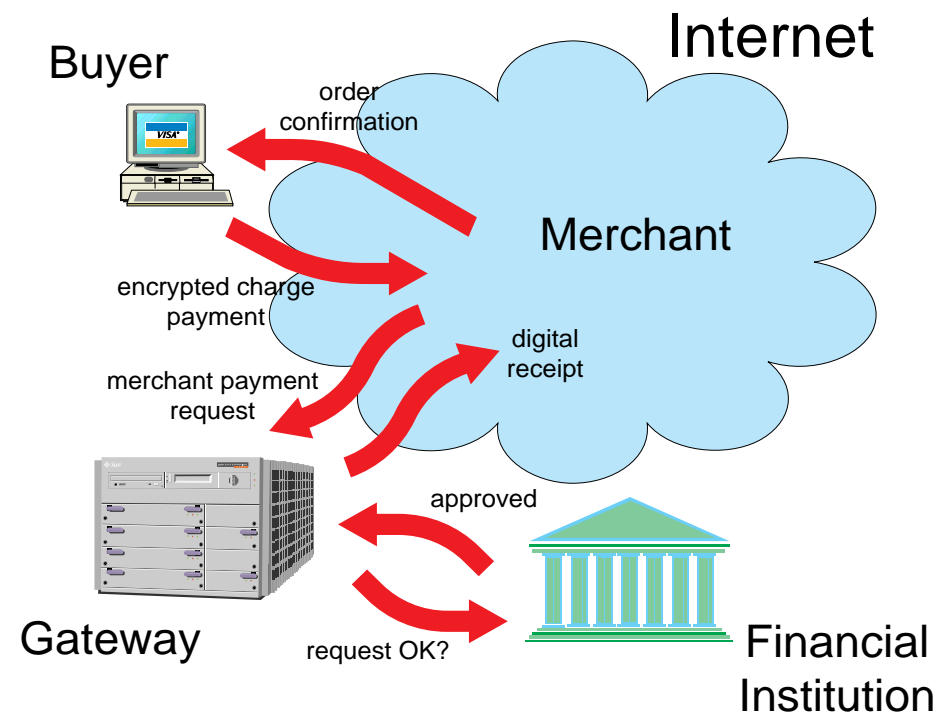 Internet
Buyer
order
confirmation
VISA
Merchant
encrypted charge
payment
digital
receipt
merchant payment
request
Sun
approved
Gateway
request OK?
Financial
Institution